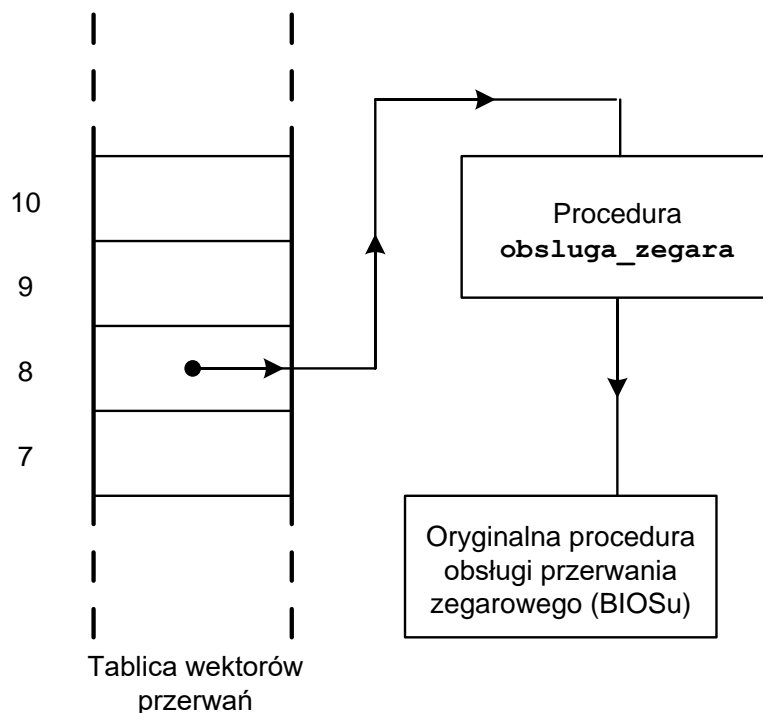 10
9
8
7
Procedura
obsluga_zegara
Oryginalna procedura
obsługi przerwania
zegarowego (BIOSu)
Tablica wektorów
przerwań